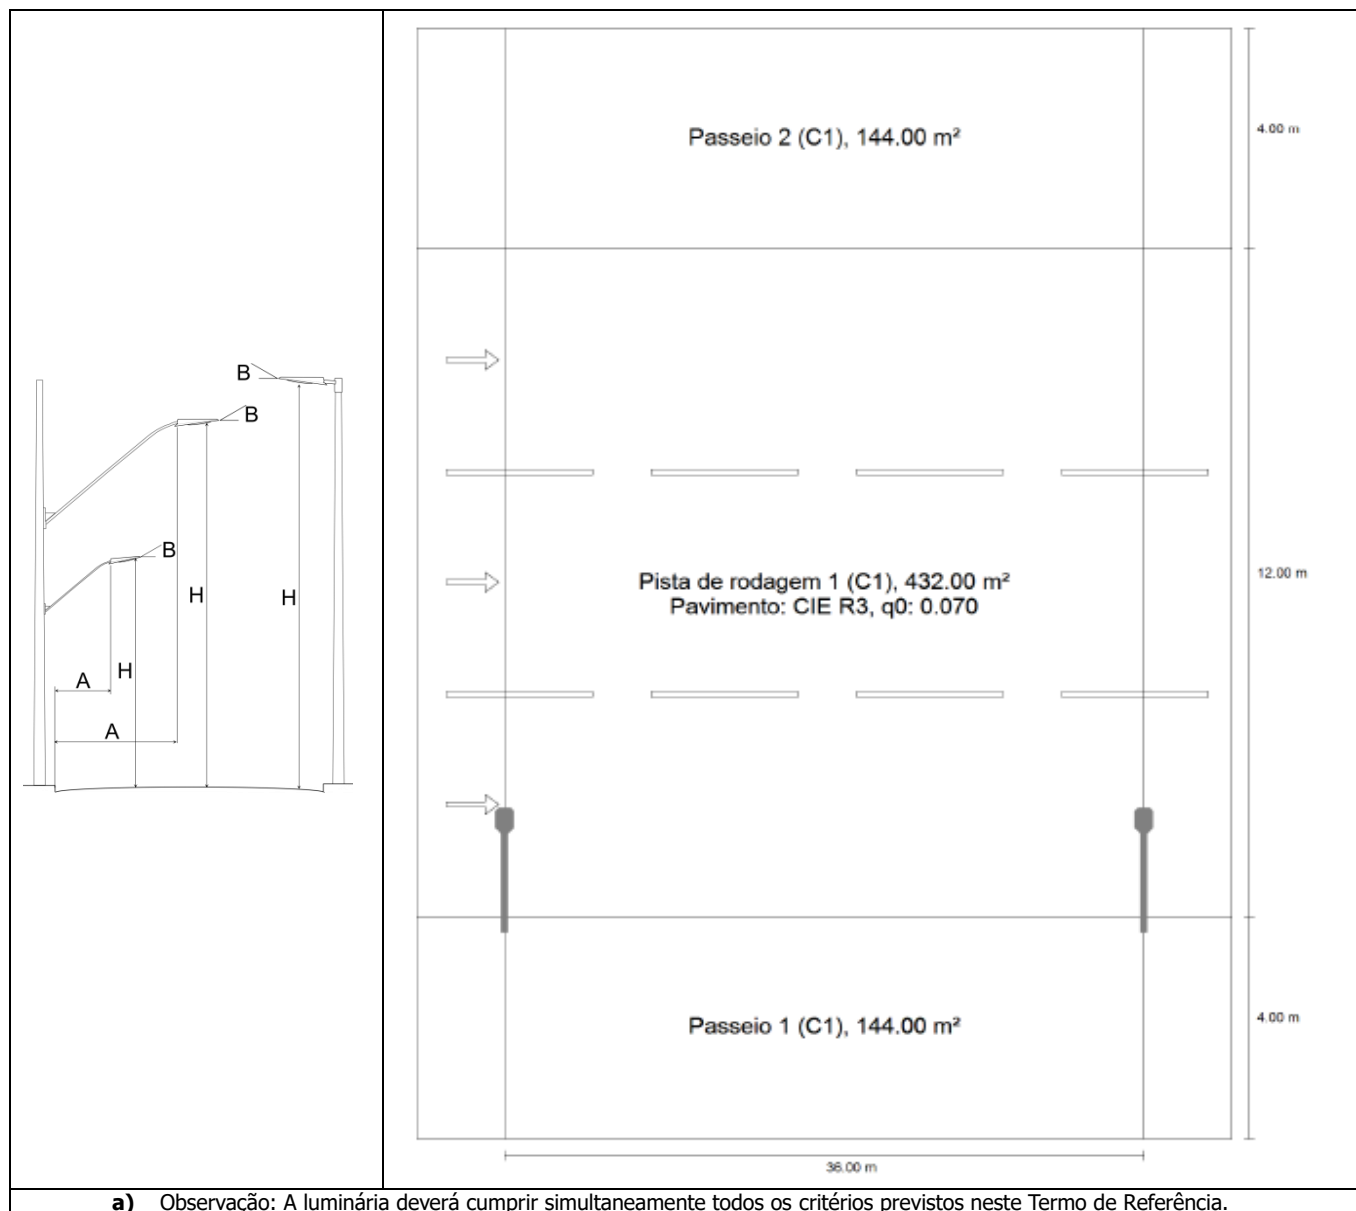 B
B
B
H
H
H
A
A
Passeio 2 (C1), 144.00 m²
4.00 m
Pista de rodagem 1 (C1), 432.00 m²
Pavimento: CIE R3, q0: 0.070
12.00 m
Passeio 1 (C1), 144.00 m²
4.00 m
36.00 m
a) Observação: A luminária deverá cumprir simultaneamente todos os critérios previstos neste Termo de Referência.